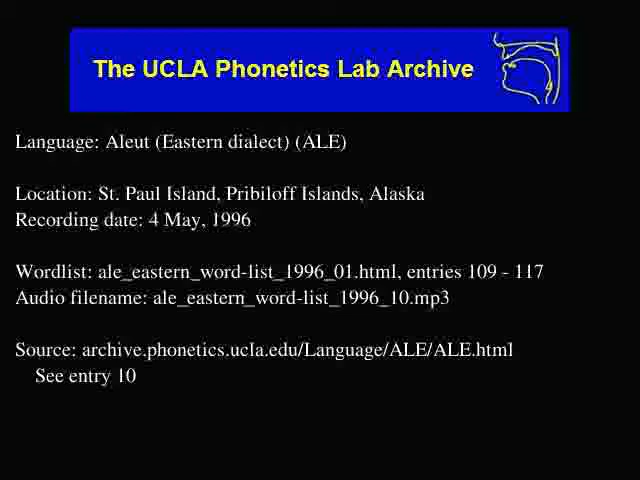 The UCLA Phonetics Lab Archive
Language: Aleut (Eastern dialect) (ALE)
Location: St. Paul Island, Pribiloff Islands, Alaska
Recording date: 4 May, 1996
Wordlist: ale_eastern_word-list_1996_01.html, entries 109 - 117
Audio filename: ale_eastern_word-list_1996_10.mp3
Source: archive.phonetics.ucla.edu/Language/ALE/ALE.html
See entry 10